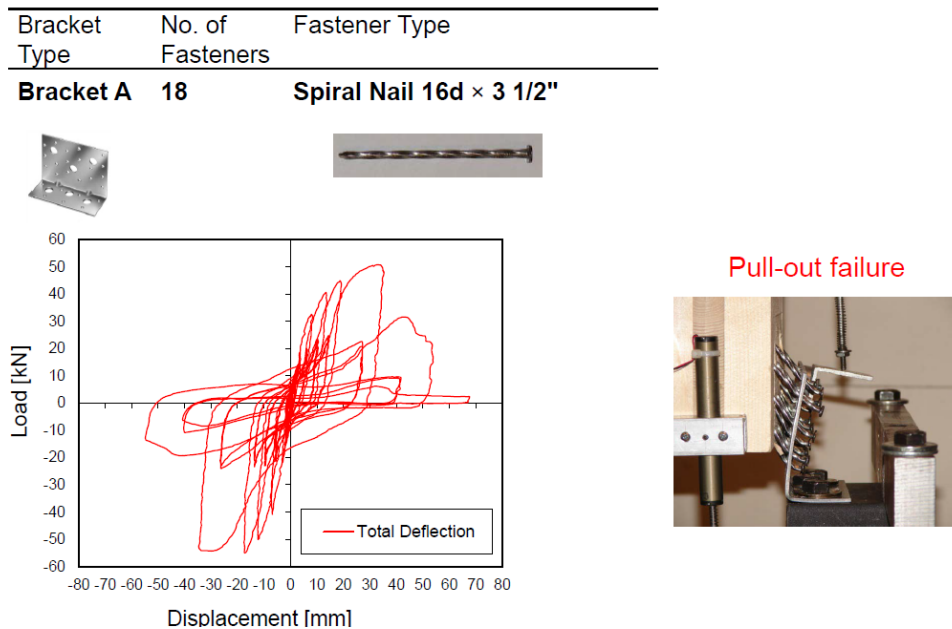 Bracket Type
No. of Fasteners
Fastener Type
Bracket A 18 Spiral Nail 16d × 3 1/2"
60
50
40
30
20
10
0
-10
-20
-30
-40
-50
-60
Load [kN]
Total Deflection
-80 -70 -60 -50 -40 -30 -20 -10 0 10 20 30 40 50 60 70 80
Displacement [mm]
Pull-out failure